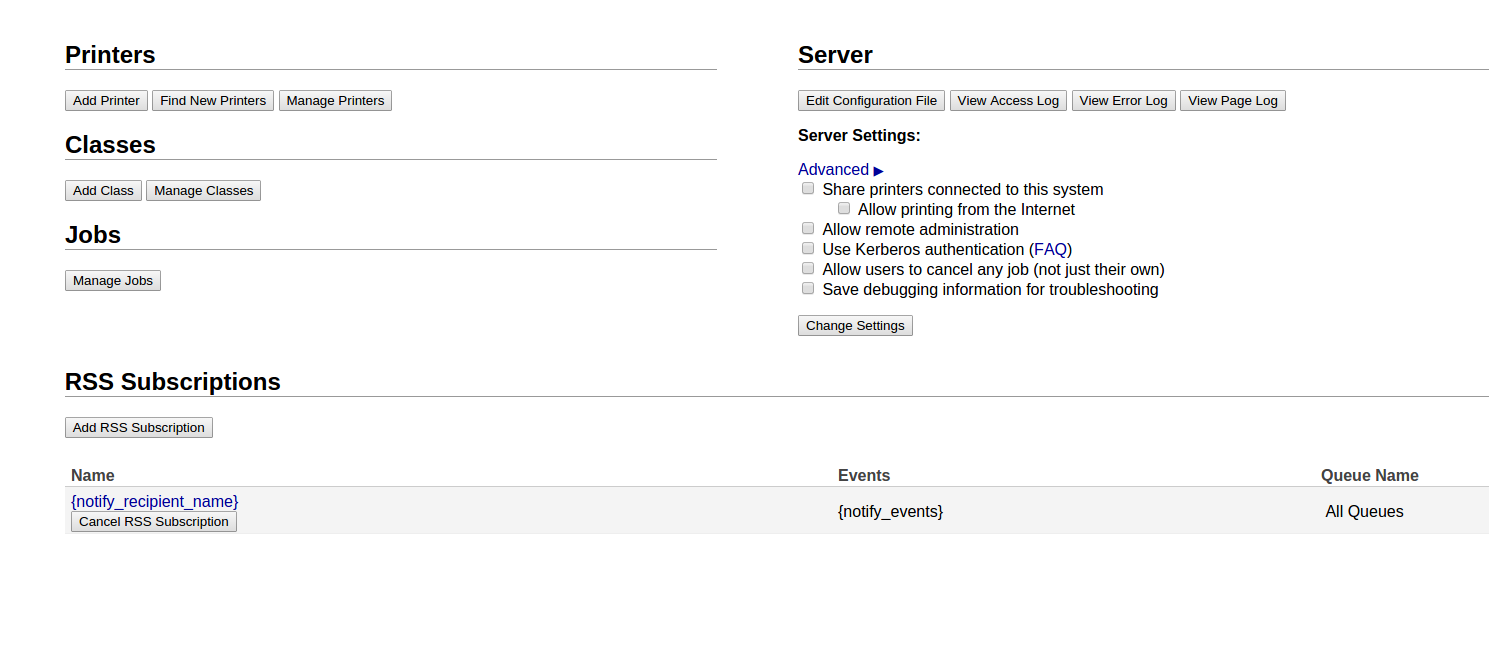 Printers
Add Printer Find New Printers Manage Printers
Classes
Add Class Manage Classes
Jobs
Manage Jobs
Server
Edit Configuration File View Access Log View Error Log View Page Log
Server Settings:
Advanced ▶
Share printers connected to this system
Allow printing from the Internet
Allow remote administration
Use Kerberos authentication (FAQ)
Allow users to cancel any job (not just their own)
Save debugging information for troubleshooting
Change Settings
RSS Subscriptions
Add RSS Subscription
Name Events Queue Name
{notify_recipient_name}
Cancel RSS Subscription
{notify_events} All Queues